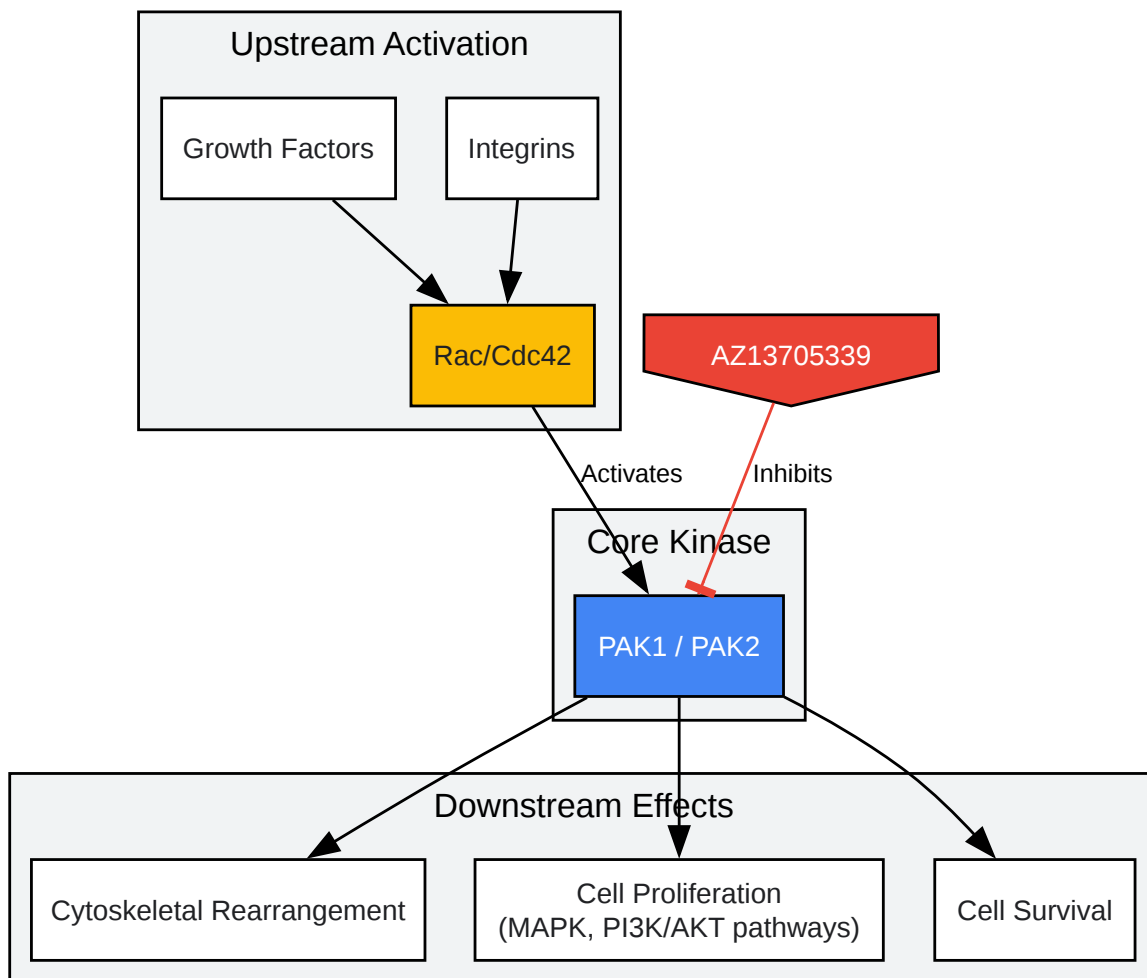 Upstream Activation
Growth Factors
Integrins
Rac/Cdc42
AZ13705339
Activates
Inhibits
Core Kinase
PAK1 / PAK2
Downstream Effects
Cytoskeletal Rearrangement
Cell Proliferation
(MAPK, PI3K/AKT pathways)
Cell Survival